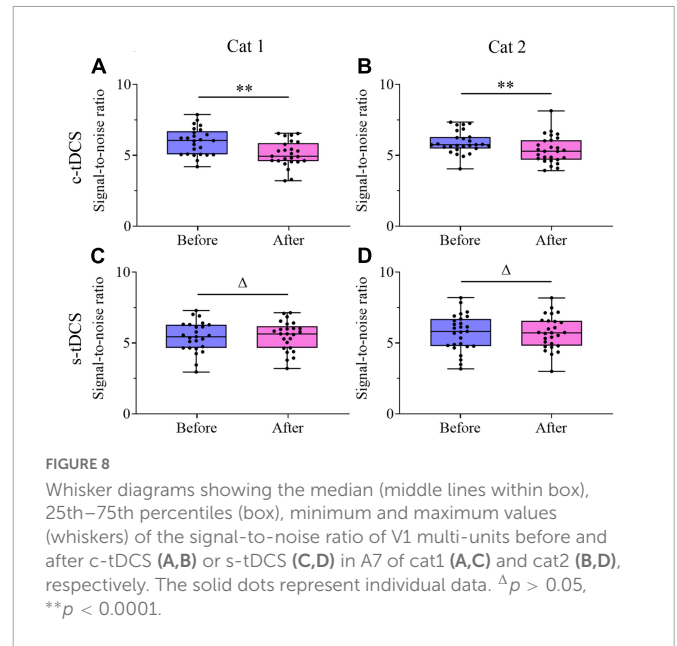 Cat 1
Cat 2
A
B
c-tDCS
Signal-to-noise ratio
10
5
0
**
Before
After
Signal-to-noise ratio
10
5
0
**
Before
After
C
D
s-tDCS
Signal-to-noise ratio
10
5
0
Δ
Before
After
Signal-to-noise ratio
10
5
0
Δ
Before
After
FIGURE 8
Whisker diagrams showing the median (middle lines within box),
25th–75th percentiles (box), minimum and maximum values
(whiskers) of the signal-to-noise ratio of V1 multi-units before and
after c-tDCS (A,B) or s-tDCS (C,D) in A7 of cat1 (A,C) and cat2 (B,D),
respectively. The solid dots represent individual data. Δp > 0.05,
**p < 0.0001.